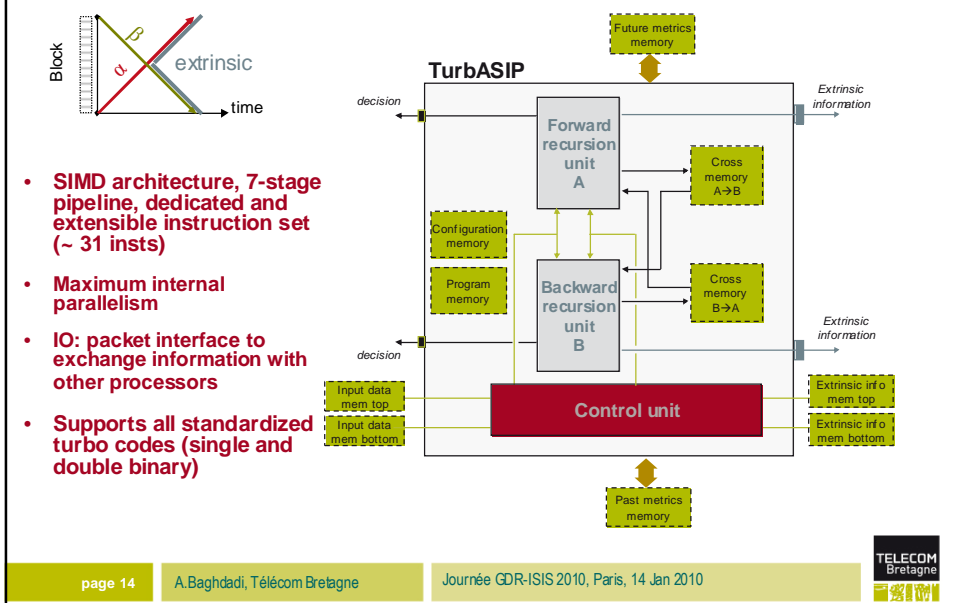 Block
β
α
extrinsic
time
• SIMD architecture, 7-stage
pipeline, dedicated and
extensible instruction set
(~ 31 insts)
• Maximum internal
parallelism
• IO: packet interface to
exchange information with
other processors
• Supports all standardized
turbo codes (single and
double binary)
Future metrics
memory
TurbASIP
decision
Extrinsic
information
Forward
recursion
unit
A
Cross
memory
A→B
Configuration
memory
Program
memory
Backward
recursion
unit
B
Cross
memory
B→A
decision
Extrinsic
information
Input data
mem top
Input data
mem bottom
Control unit
Extrinsic info
mem top
Extrinsic info
mem bottom
Past metrics
memory
page 14
A.Baghdadi, Télécom Bretagne
Journée GDR-ISIS 2010, Paris, 14 Jan 2010
TELECOM
Bretagne